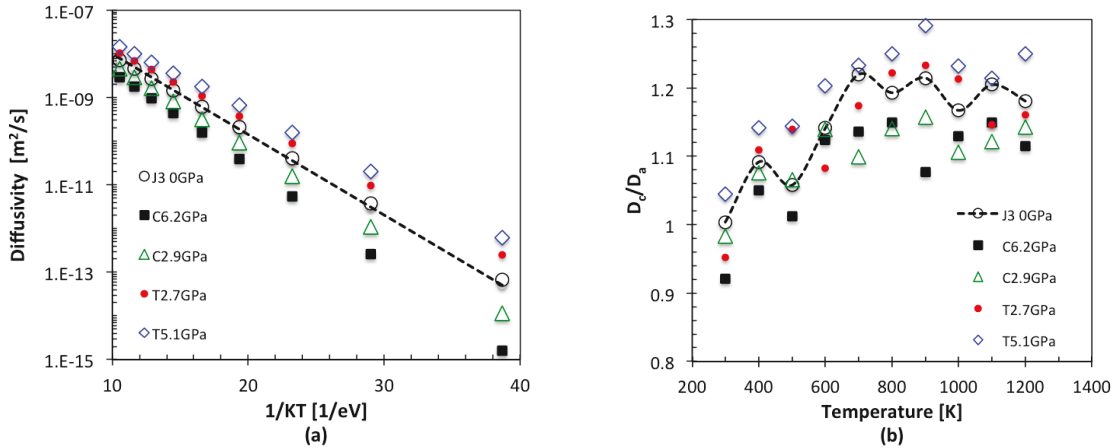 1.E-07
1.E-09
1.E-11
1.E-13
1.E-15
Diffusivity [m²/s]
J3 0GPa
C6.2GPa
C2.9GPa
T2.7GPa
T5.1GPa
10 20 30 40
1/KT [1/eV]
(a)
1.3
1.2
1.1
1
0.9
0.8
D_c/D_a
J3 0GPa
C6.2GPa
C2.9GPa
T2.7GPa
T5.1GPa
200 400 600 800 1000 1200 1400
Temperature [K]
(b)